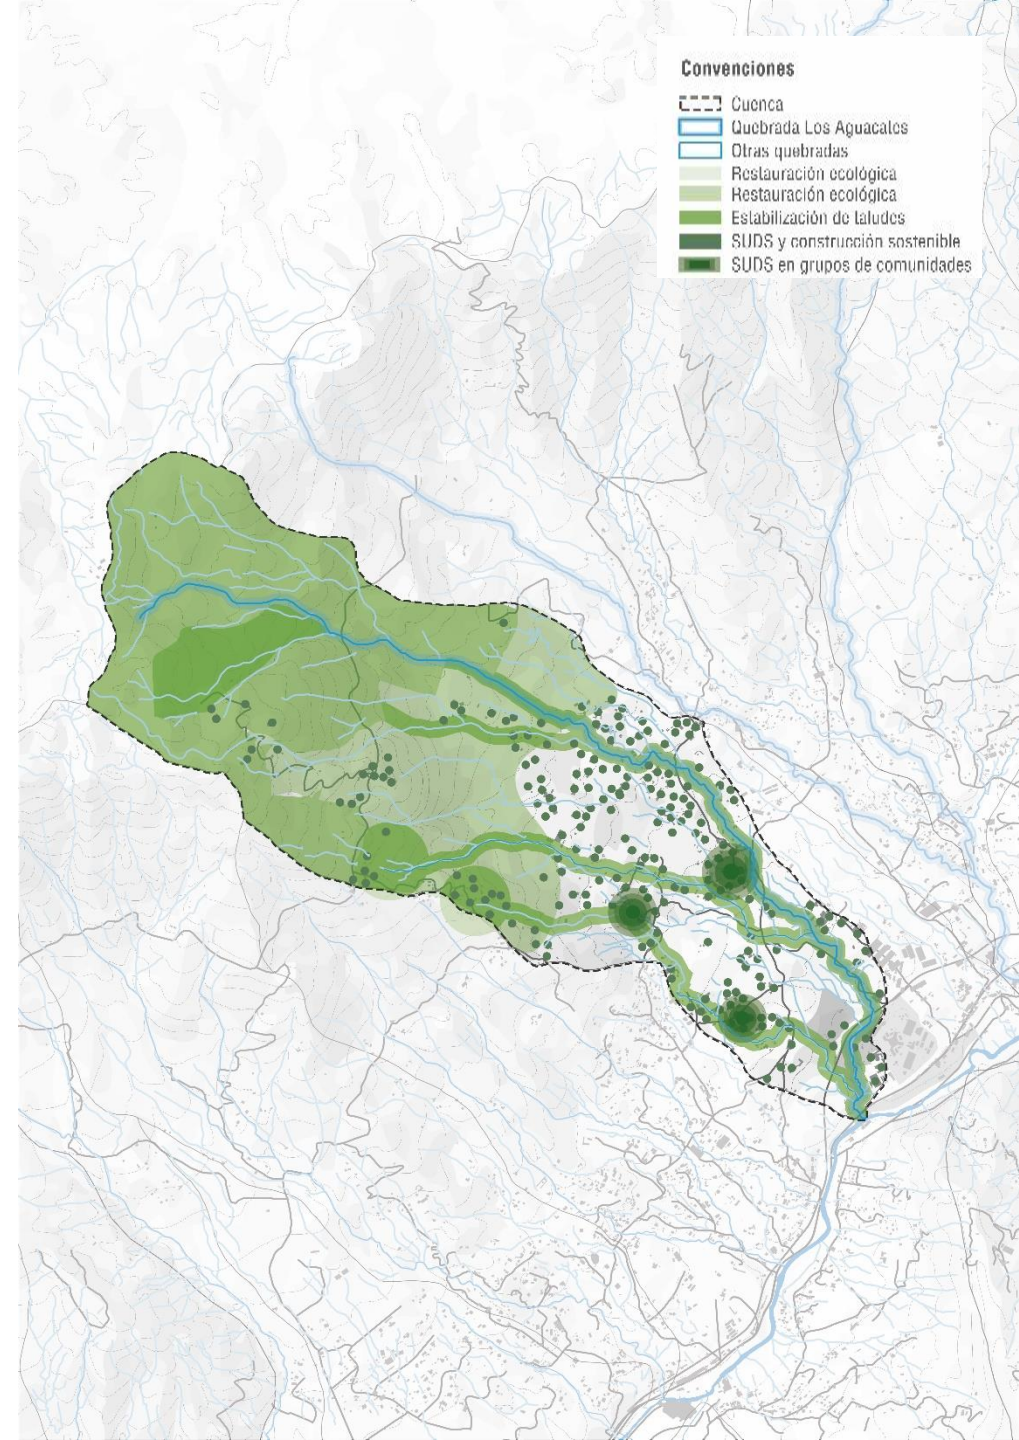 Convenciones
Cuenca
Quebrada Los Aguacales
Otras quebradas
Restauración ecológica
Restauración ecológica
Estabilización de taludes
SUDS y construcción sostenible
SUDS en grupos de comunidades